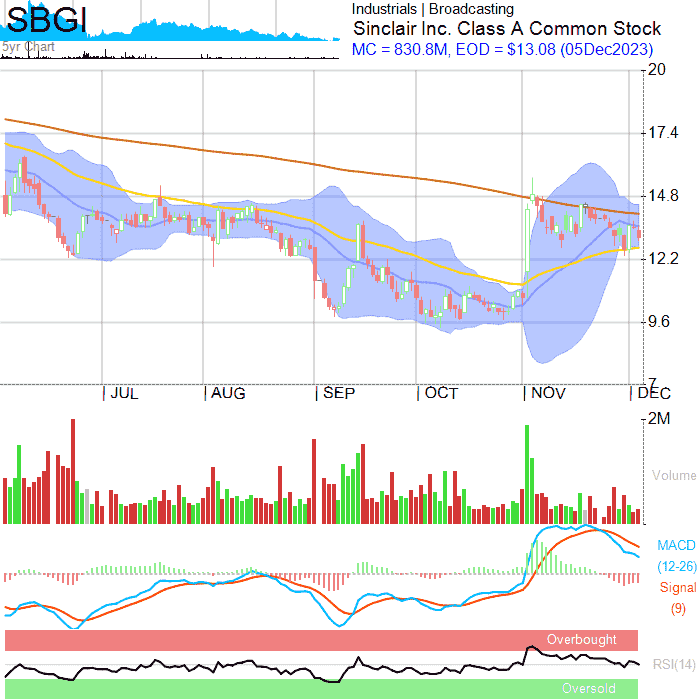 SBGI
5yr Chart
Industrials | Broadcasting
Sinclair Inc. Class A Common Stock
MC = 830.8M, EOD = $13.08 (05Dec2023)
20
17.4
14.8
12.2
9.6
7
JUL AUG SEP OCT NOV DEC
2M
Volume
MACD
(12-26)
Signal
(9)
Overbought
RSI(14)
Oversold